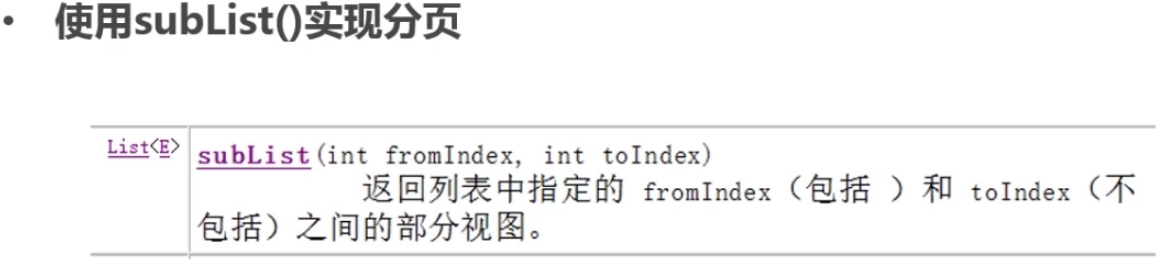 • 使用subList()实现分页
List<E> subList(int fromIndex, int toIndex)
返回列表中指定的 fromIndex（包括 ）和 toIndex（不
包括）之间的部分视图。